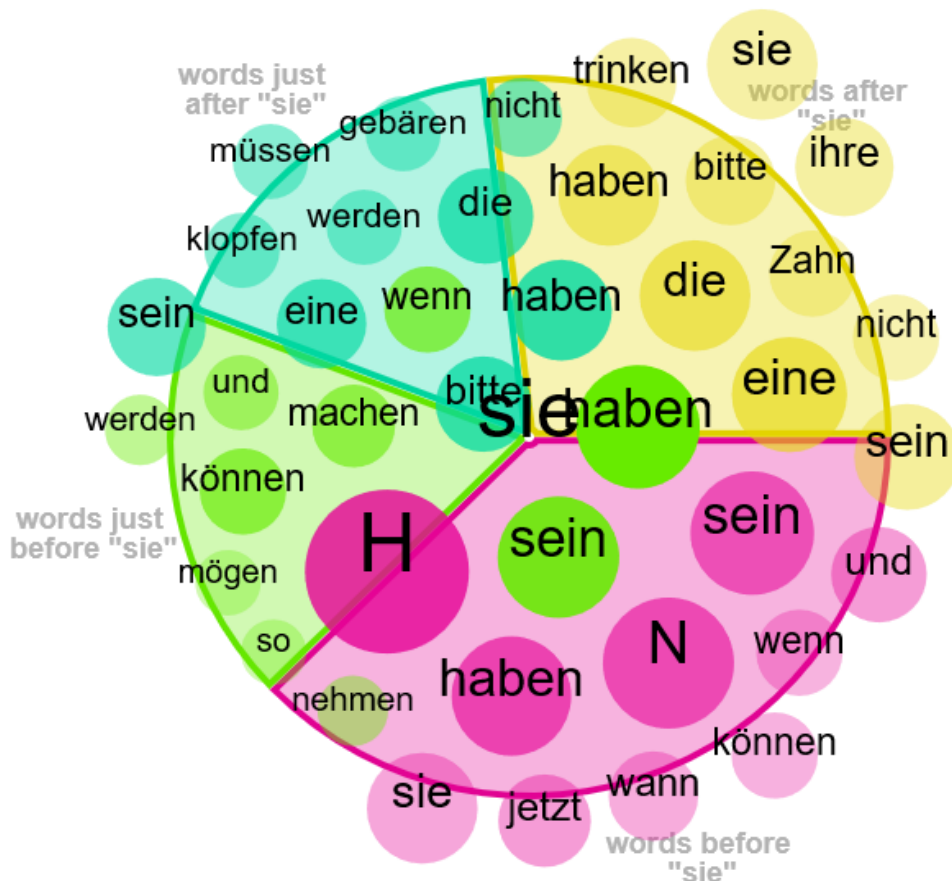 sie
trinken
words just
after "sie"
words after
"sie"
nicht
gebären
müssen
ihre
bitte
haben
die
werden
klopfen
Zahn
die
wenn
haben
eine
sein
nicht
eine
und
bitte
sie
haben
machen
werden
sein
können
words just
before "sie"
H
sein
sein
und
mögen
so
N
wenn
haben
nehmen
können
sie
jetzt
wann
words before
"sie"